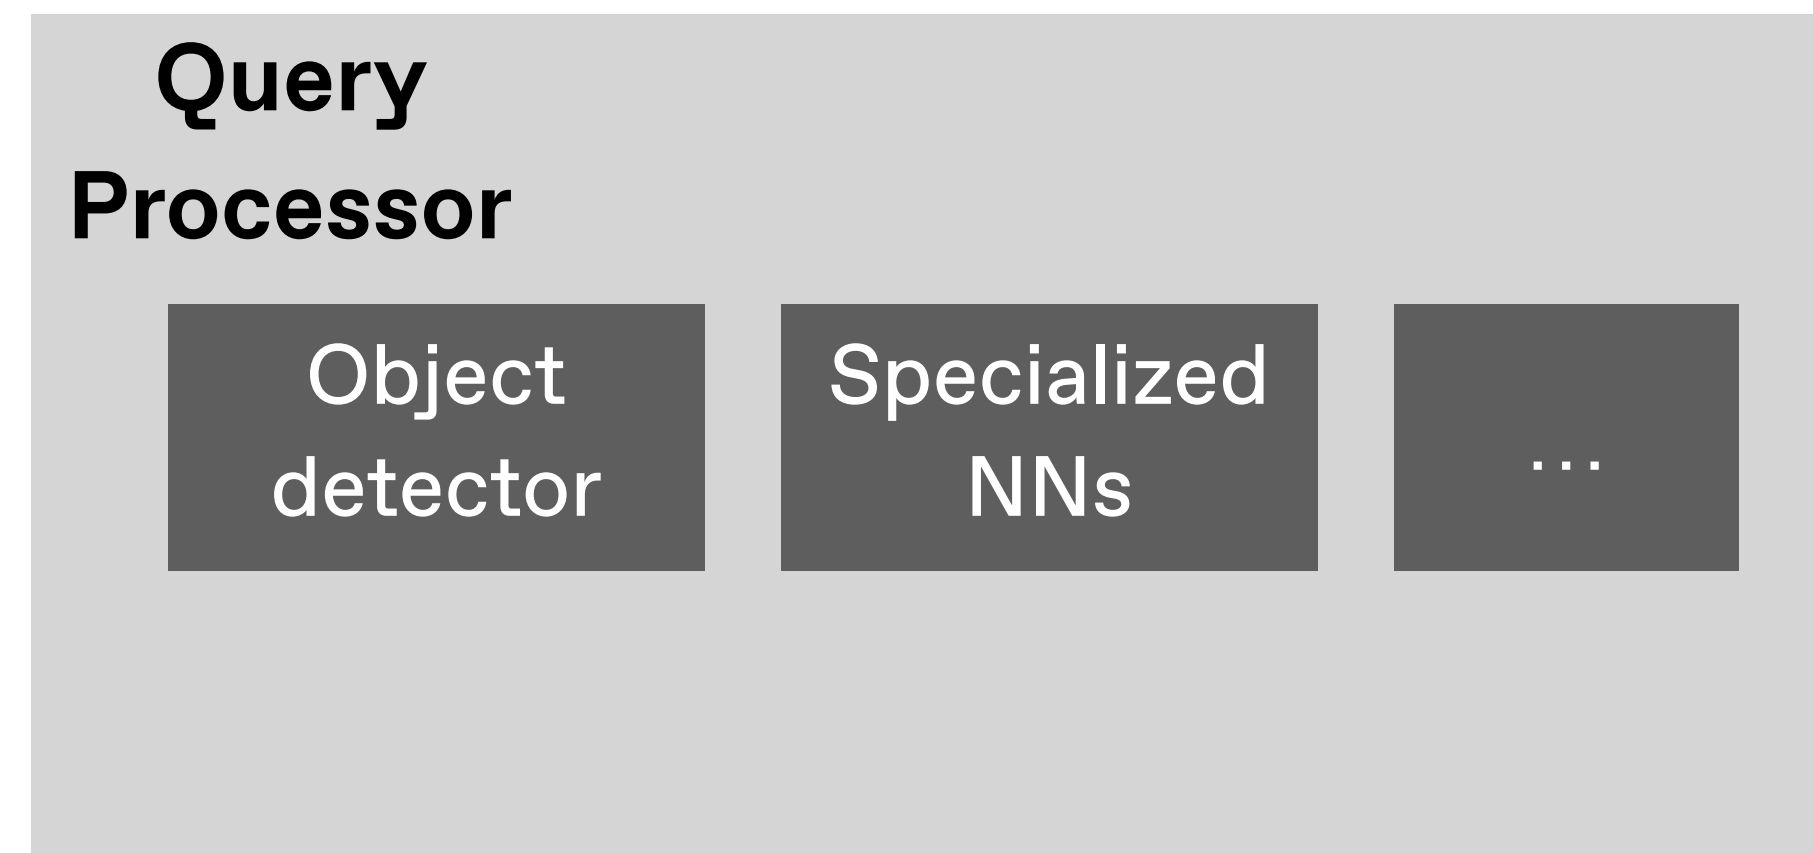 Query
Processor
Object
detector
Specialized
NNs
...